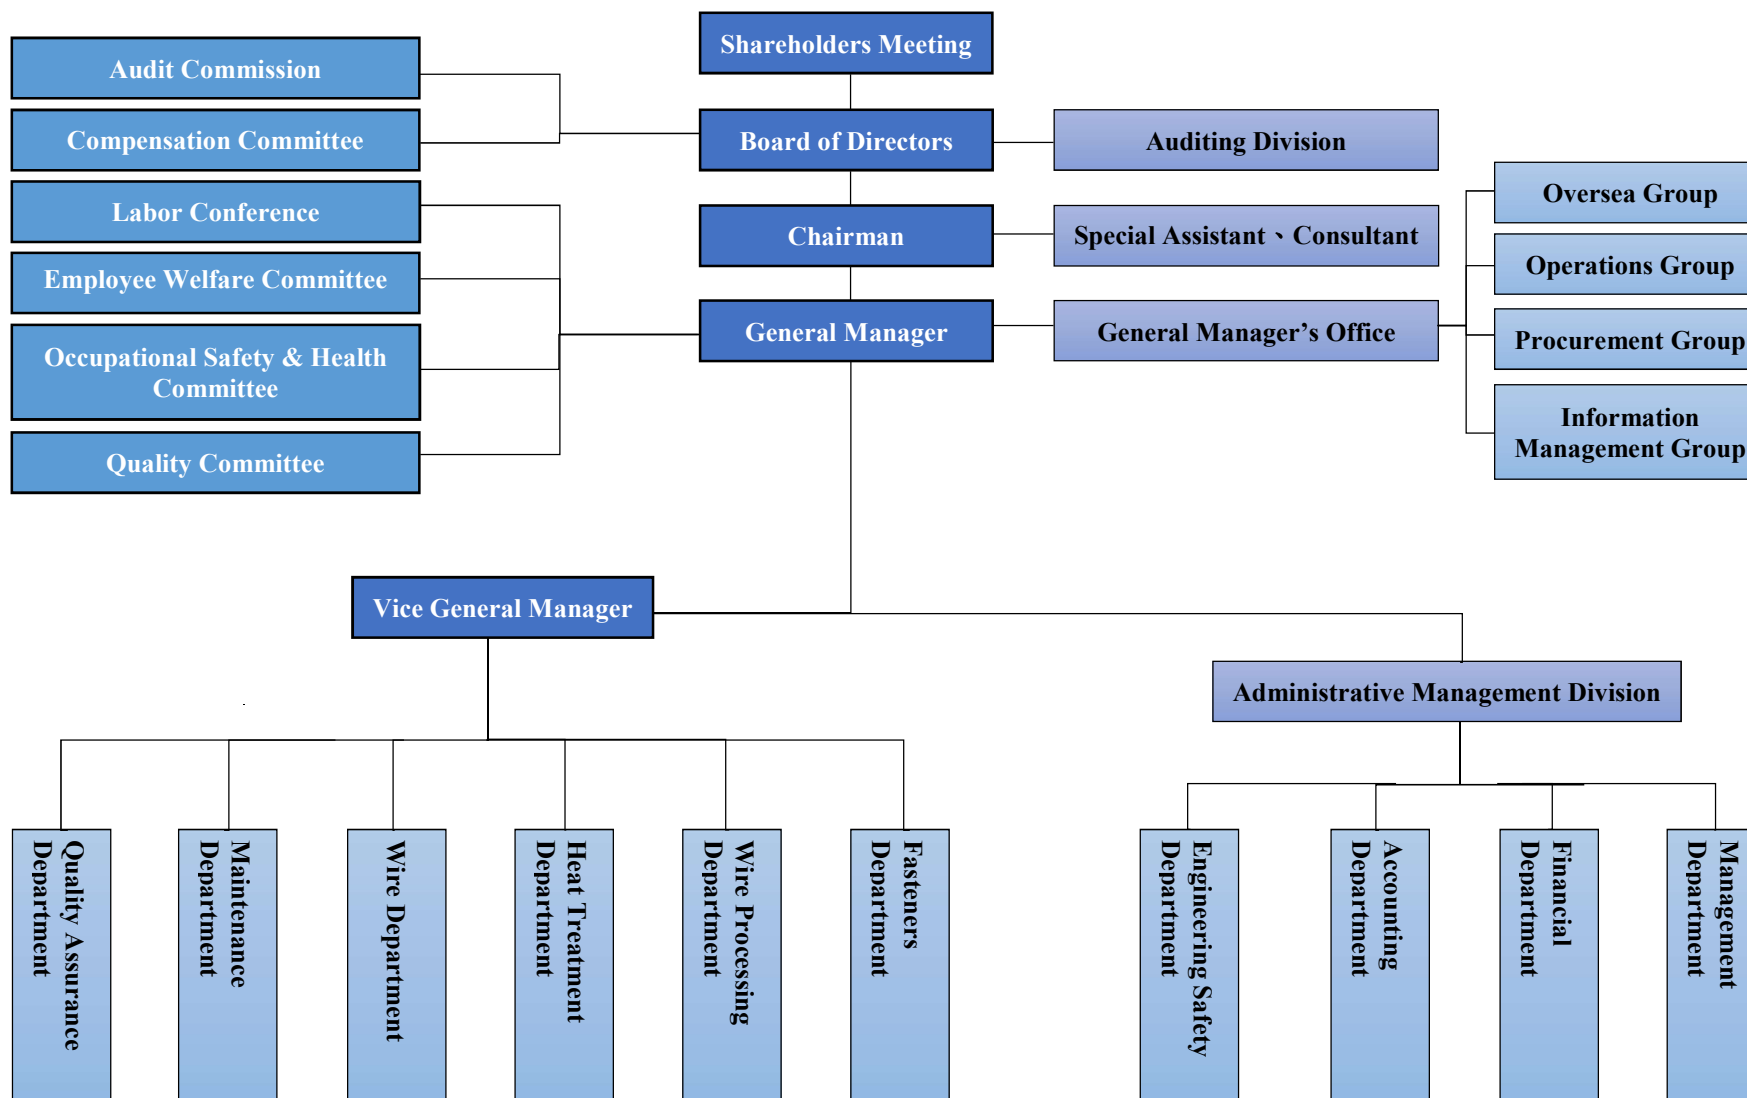 Shareholders Meeting
Audit Commission
Compensation Committee
Board of Directors
Auditing Division
Labor Conference
Chairman
Special Assistant、Consultant
Oversea Group
Employee Welfare Committee
Operations Group
General Manager
General Manager’s Office
Procurement Group
Occupational Safety & Health
Committee
Information
Management Group
Quality Committee
Vice General Manager
Administrative Management Division
Quality Assurance
Department
Maintenance
Department
Wire Department
Heat Treatment
Department
Wire Processing
Department
Fasteners
Department
Engineering Safety
Department
Accounting
Department
Financial
Department
Management
Department